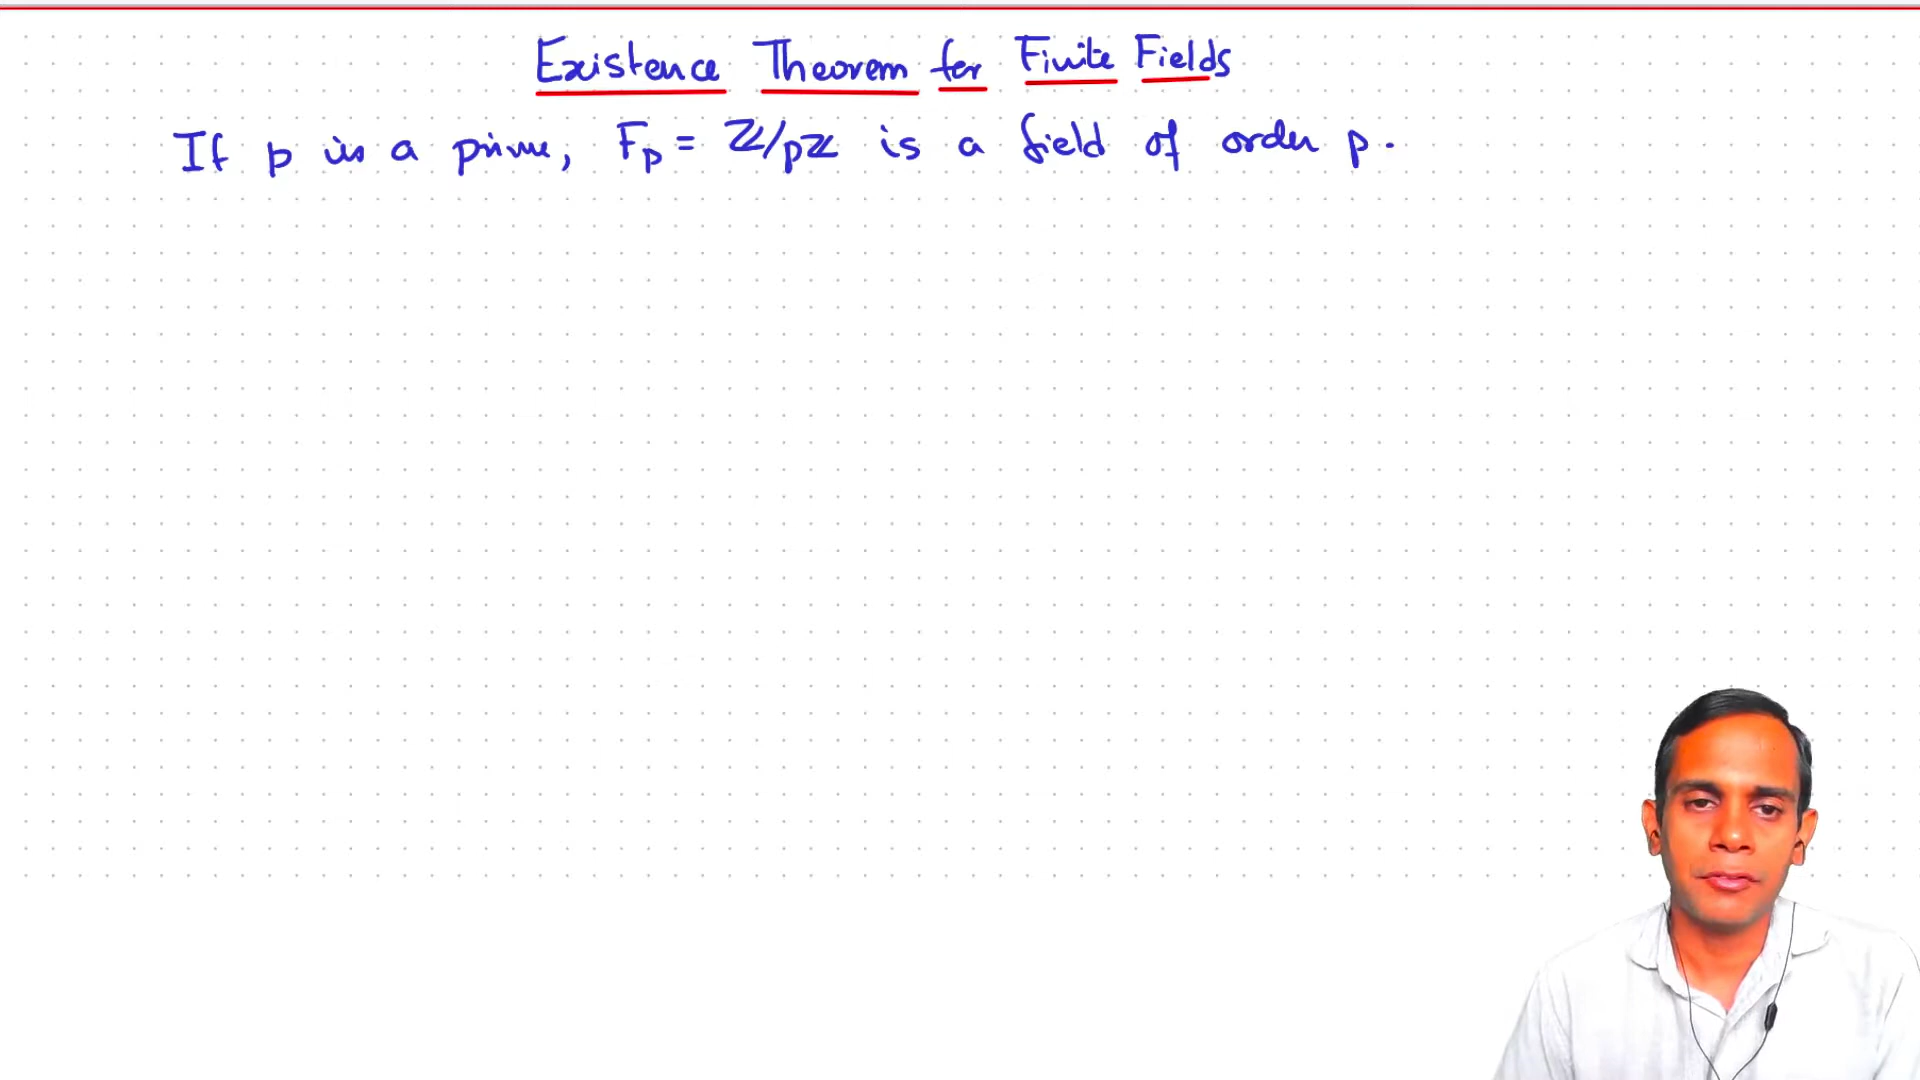 Existence Theorem for Finite Fields
If p is a prime, Fp = ℤ/pℤ is a field of order p.